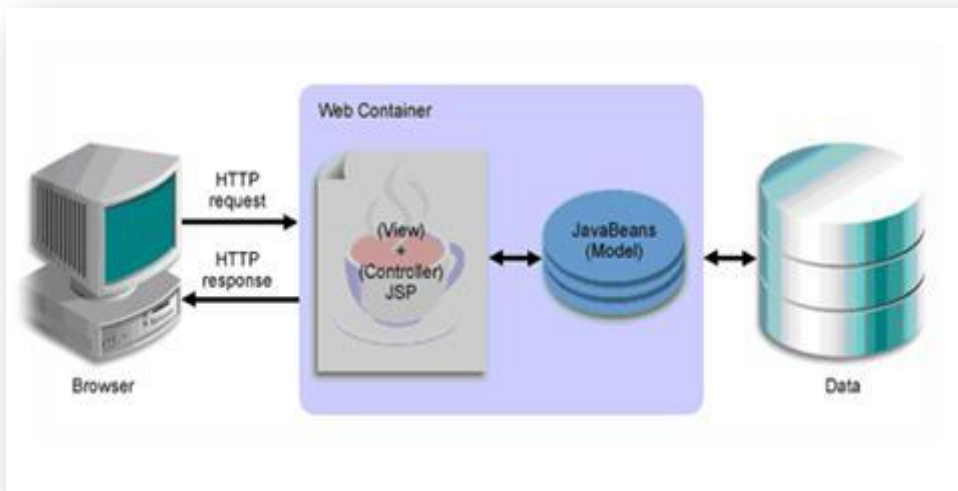 Web Container
HTTP
request
HTTP
response
(View)
+
(Controller)
JSP
JavaBeans
(Model)
Browser
Data